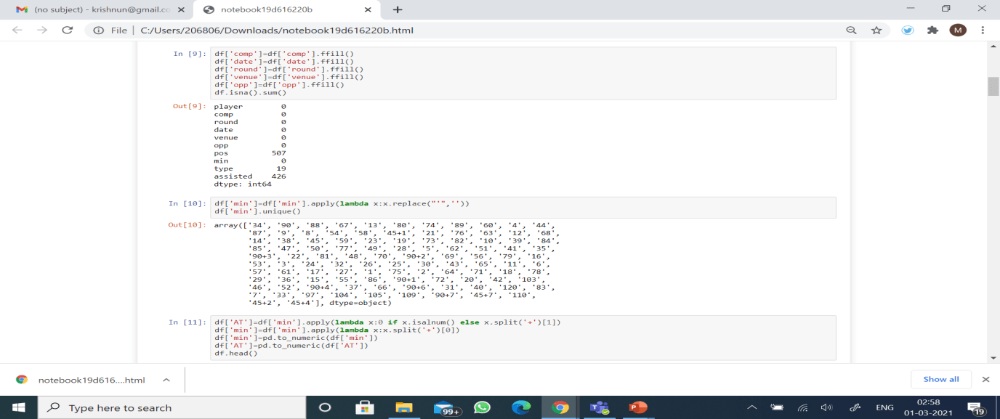 (no subject) - krishnun@gmail.co
notebook19d616220b
File | C:/Users/206806/Downloads/notebook19d616220b.html
M
In [9]: df['comp']=df['comp'].ffill()
df['date']=df['date'].ffill()
df['round']=df['round'].ffill()
df['venue']=df['venue'].ffill()
df['opp']=df['opp'].ffill()
df.isna().sum()
Out[9]: player 0
comp 0
round 0
date 0
venue 0
opp 0
pos 507
min 0
type 19
assisted 426
dtype: int64
In [10]: df['min']=df['min'].apply(lambda x:x.replace("'",''))
df['min'].unique()
Out[10]: array(['34', '90', '88', '67', '13', '80', '74', '89', '60', '4', '44',
'87', '9', '8', '54', '58', '45+1', '21', '76', '63', '12', '68',
'14', '38', '45', '59', '23', '19', '73', '82', '10', '39', '84',
'85', '47', '50', '77', '49', '28', '5', '62', '51', '41', '35',
'90+3', '22', '81', '48', '70', '90+2', '69', '56', '79', '16',
'53', '3', '24', '32', '26', '25', '30', '43', '65', '11', '6',
'57', '61', '17', '27', '1', '75', '2', '64', '71', '18', '78',
'29', '36', '15', '55', '86', '90+1', '72', '20', '42', '103',
'46', '52', '90+4', '37', '66', '90+6', '31', '40', '120', '83',
'7', '33', '97', '104', '105', '109', '90+7', '45+7', '110',
'45+2', '45+4'], dtype=object)
In [11]: df['AT']=df['min'].apply(lambda x:0 if x.isalnum() else x.split('+')[1])
df['min']=df['min'].apply(lambda x:x.split('+')[0])
df['min']=pd.to_numeric(df['min'])
df['AT']=pd.to_numeric(df['AT'])
df.head()
notebook19d616....html
Show all
Type here to search
99+
ENG
02:58
01-03-2021
19